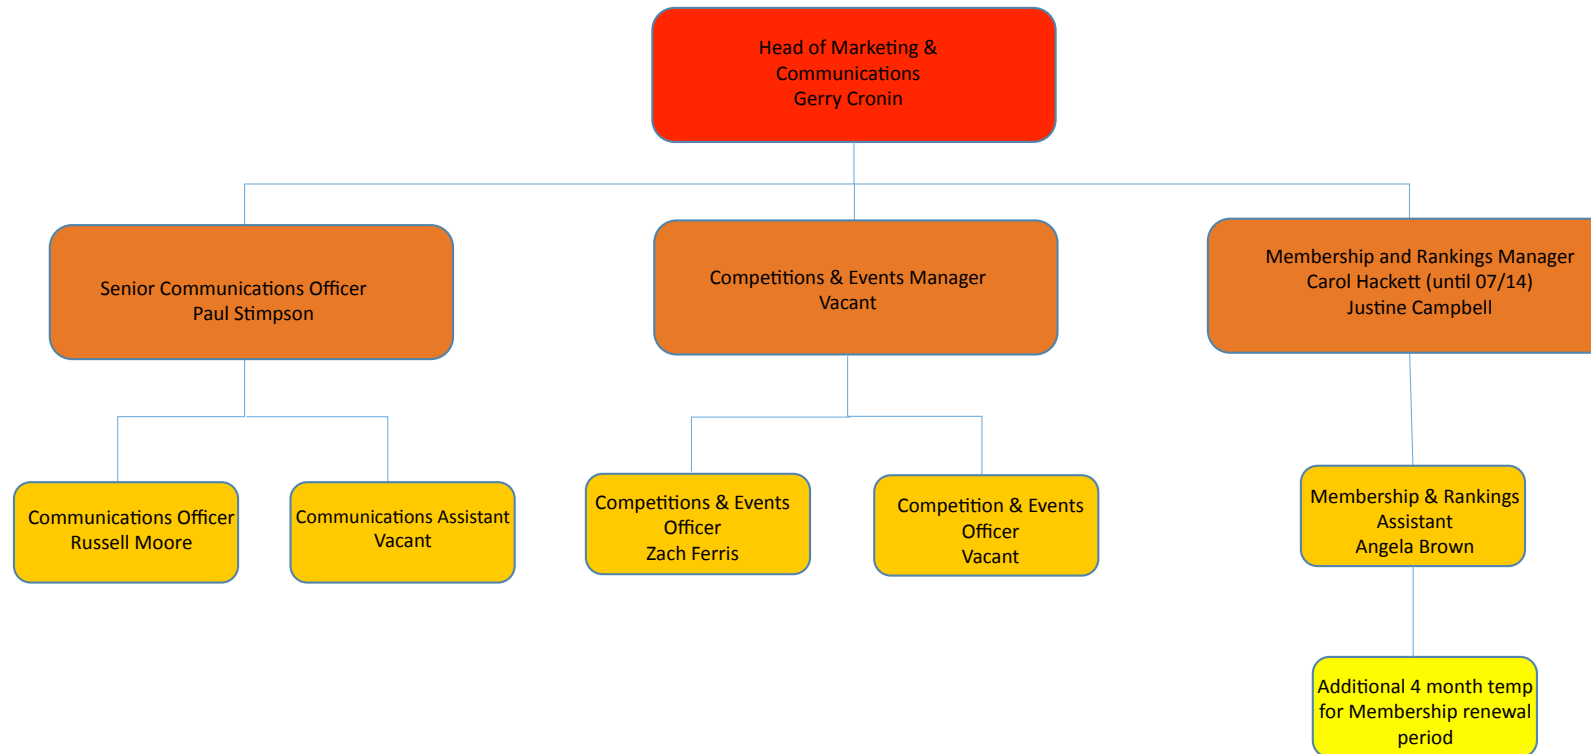 Head of Marketing &
Communications
Gerry Cronin
Senior Communications Officer
Paul Stimpson
Competitions & Events Manager
Vacant
Membership and Rankings Manager
Carol Hackett (until 07/14)
Justine Campbell
Communications Officer
Russell Moore
Communications Assistant
Vacant
Competitions & Events
Officer
Zach Ferris
Competition & Events
Officer
Vacant
Membership & Rankings
Assistant
Angela Brown
Additional 4 month temp
for Membership renewal
period